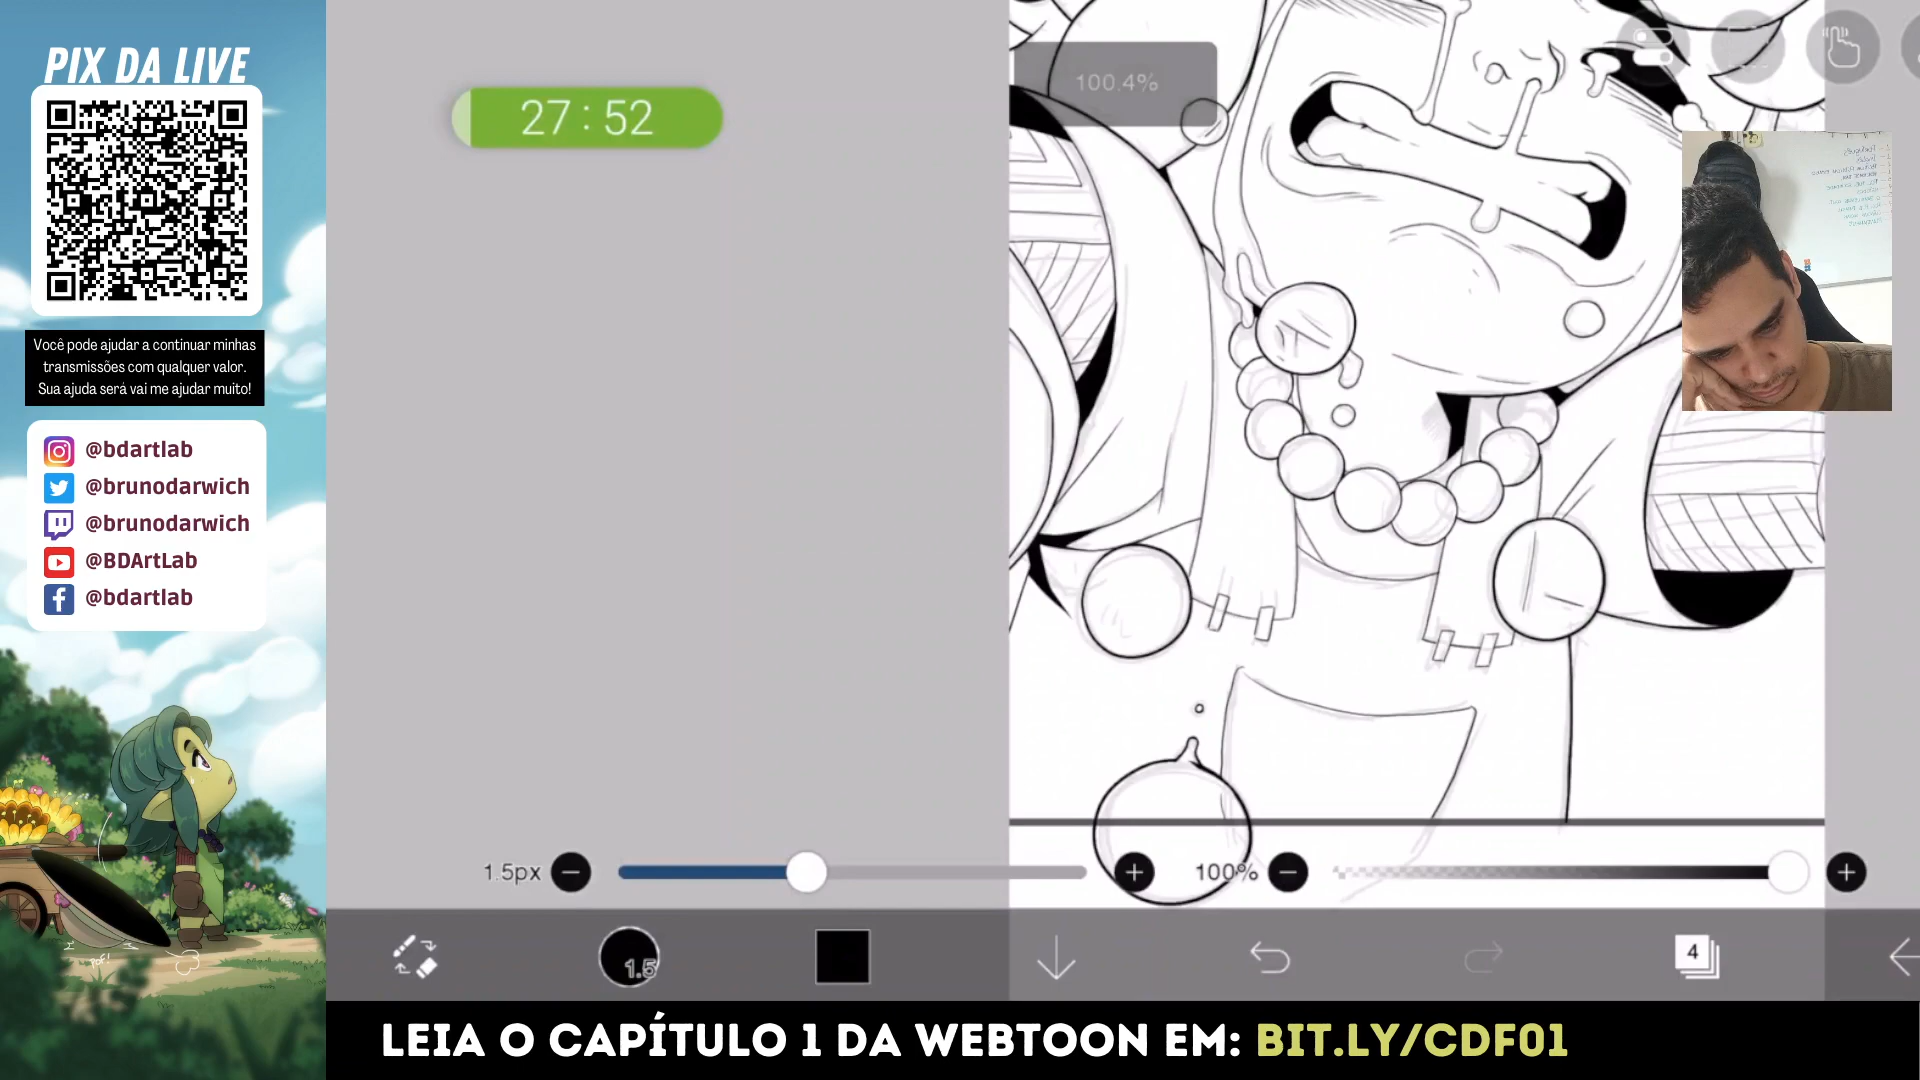 PIX DA LIVE
Você pode ajudar a continuar minhas
transmissões com qualquer valor.
Sua ajuda será vai me ajudar muito!
@bdartlab
@brunodarwich
@brunodarwich
@BDArtLab
@bdartlab
POF!
27:52
100.4%
1.5px
100%
1.5
4
LEIA O CAPÍTULO 1 DA WEBTOON EM: BIT.LY/CDF01